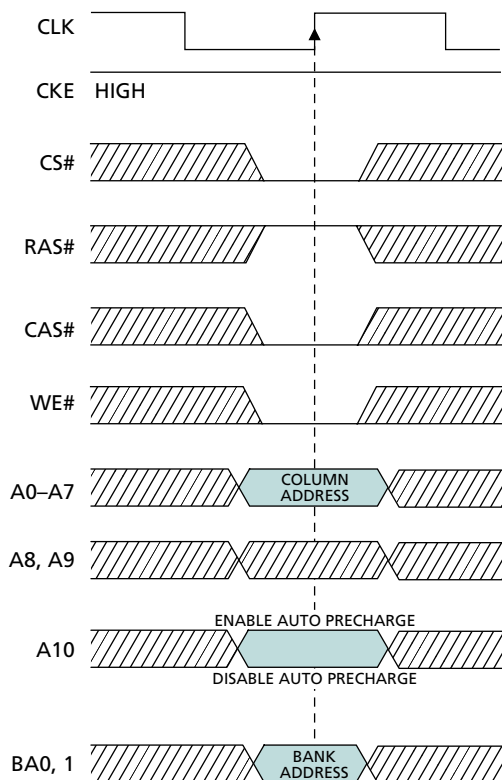 CLK
CKE HIGH
CS#
RAS#
CAS#
WE#
A0–A7
COLUMN
ADDRESS
A8, A9
ENABLE AUTO PRECHARGE
A10
DISABLE AUTO PRECHARGE
BA0, 1
BANK
ADDRESS